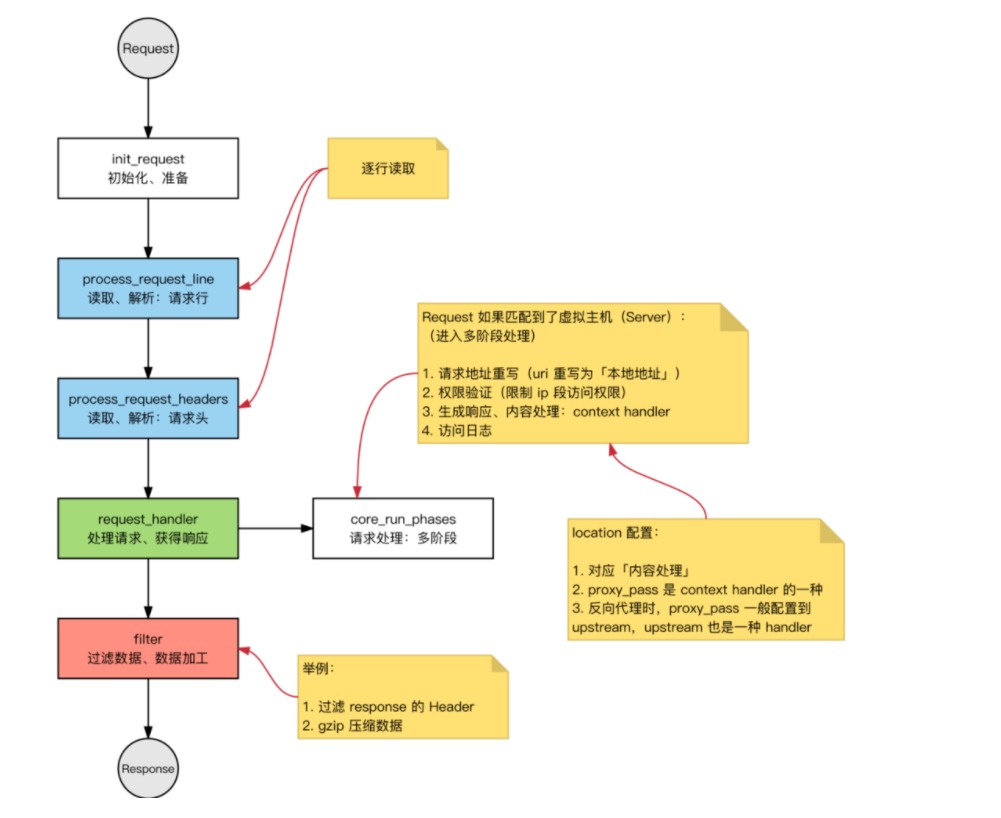 Request
init_request
初始化、准备
逐行读取
process_request_line
读取、解析：请求行
Request 如果匹配到了虚拟主机（Server）：
（进入多阶段处理）
1. 请求地址重写（uri 重写为「本地地址」）
2. 权限验证（限制 ip 段访问权限）
3. 生成响应、内容处理：context handler
4. 访问日志
process_request_headers
读取、解析：请求头
request_handler
处理请求、获得响应
core_run_phases
请求处理：多阶段
location 配置：
1. 对应「内容处理」
2. proxy_pass 是 context handler 的一种
3. 反向代理时，proxy_pass 一般配置到
upstream，upstream 也是一种 handler
filter
过滤数据、数据加工
举例：
1. 过滤 response 的 Header
2. gzip 压缩数据
Response